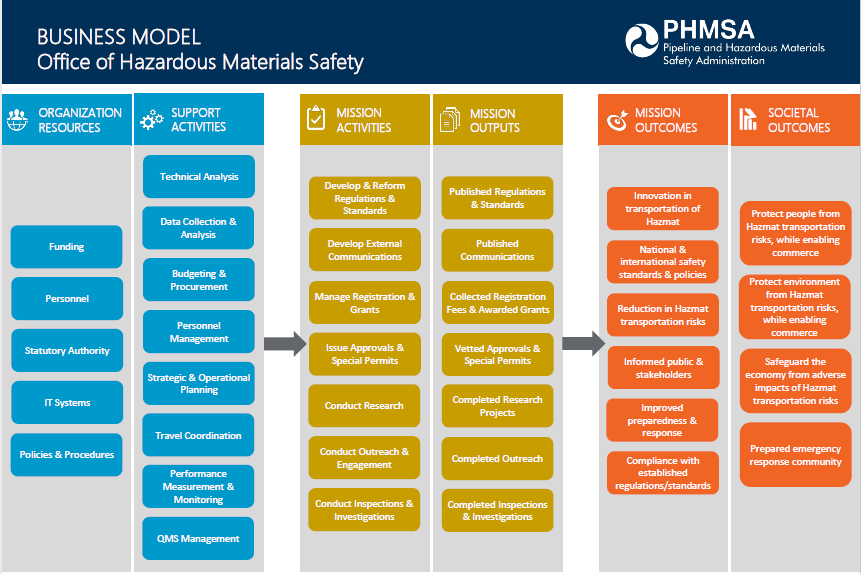 BUSINESS MODEL
Office of Hazardous Materials Safety
PHMSA
Pipeline and Hazardous Materials
Safety Administration
ORGANIZATION
RESOURCES
Funding
Personnel
Statutory Authority
IT Systems
Policies & Procedures
SUPPORT
ACTIVITIES
Technical Analysis
Data Collection &
Analysis
Budgeting &
Procurement
Personnel
Management
Strategic & Operational
Planning
Travel Coordination
Performance
Measurement &
Monitoring
QMS Management
MISSION
ACTIVITIES
Develop & Reform
Regulations &
Standards
Develop External
Communications
Manage Registration &
Grants
Issue Approvals &
Special Permits
Conduct Research
Conduct Outreach &
Engagement
Conduct Inspections &
Investigations
MISSION
OUTPUTS
Published Regulations
& Standards
Published
Communications
Collected Registration
Fees & Awarded Grants
Vetted Approvals &
Special Permits
Completed Research
Projects
Completed Outreach
Completed Inspections
& Investigations
MISSION
OUTCOMES
Innovation in
transportation of
Hazmat
National &
international safety
standards & policies
Reduction in Hazmat
transportation risks
Informed public &
stakeholders
Improved
preparedness &
response
Compliance with
established
regulations/standards
SOCIETAL
OUTCOMES
Protect people from
Hazmat transportation
risks, while enabling
commerce
Protect environment
from Hazmat
transportation risks,
while enabling
commerce
Safeguard the
economy from adverse
impacts of Hazmat
transportation risks
Prepared emergency
response community